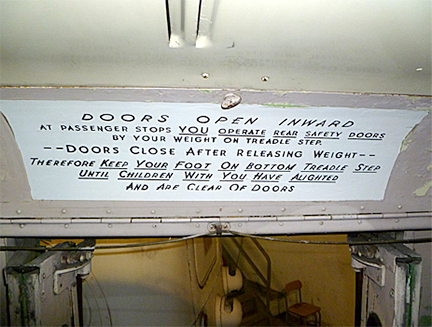 DOORS OPEN INWARD
AT PASSENGER STOPS YOU OPERATE REAR SAFETY DOORS
BY YOUR WEIGHT ON TREADLE STEP.
--DOORS CLOSE AFTER RELEASING WEIGHT--
THEREFORE KEEP YOUR FOOT ON BOTTOM TREADLE STEP
UNTIL CHILDREN WITH YOU HAVE ALIGHTED
AND ARE CLEAR OF DOORS